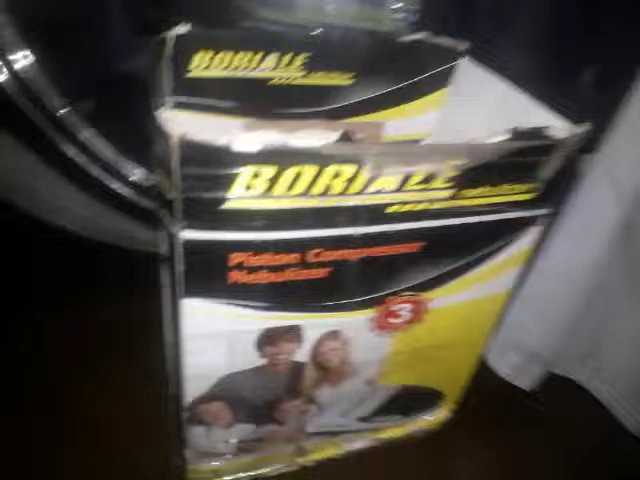 BORIALE
BORIALE
Piston Compressor
Nebulizer
3